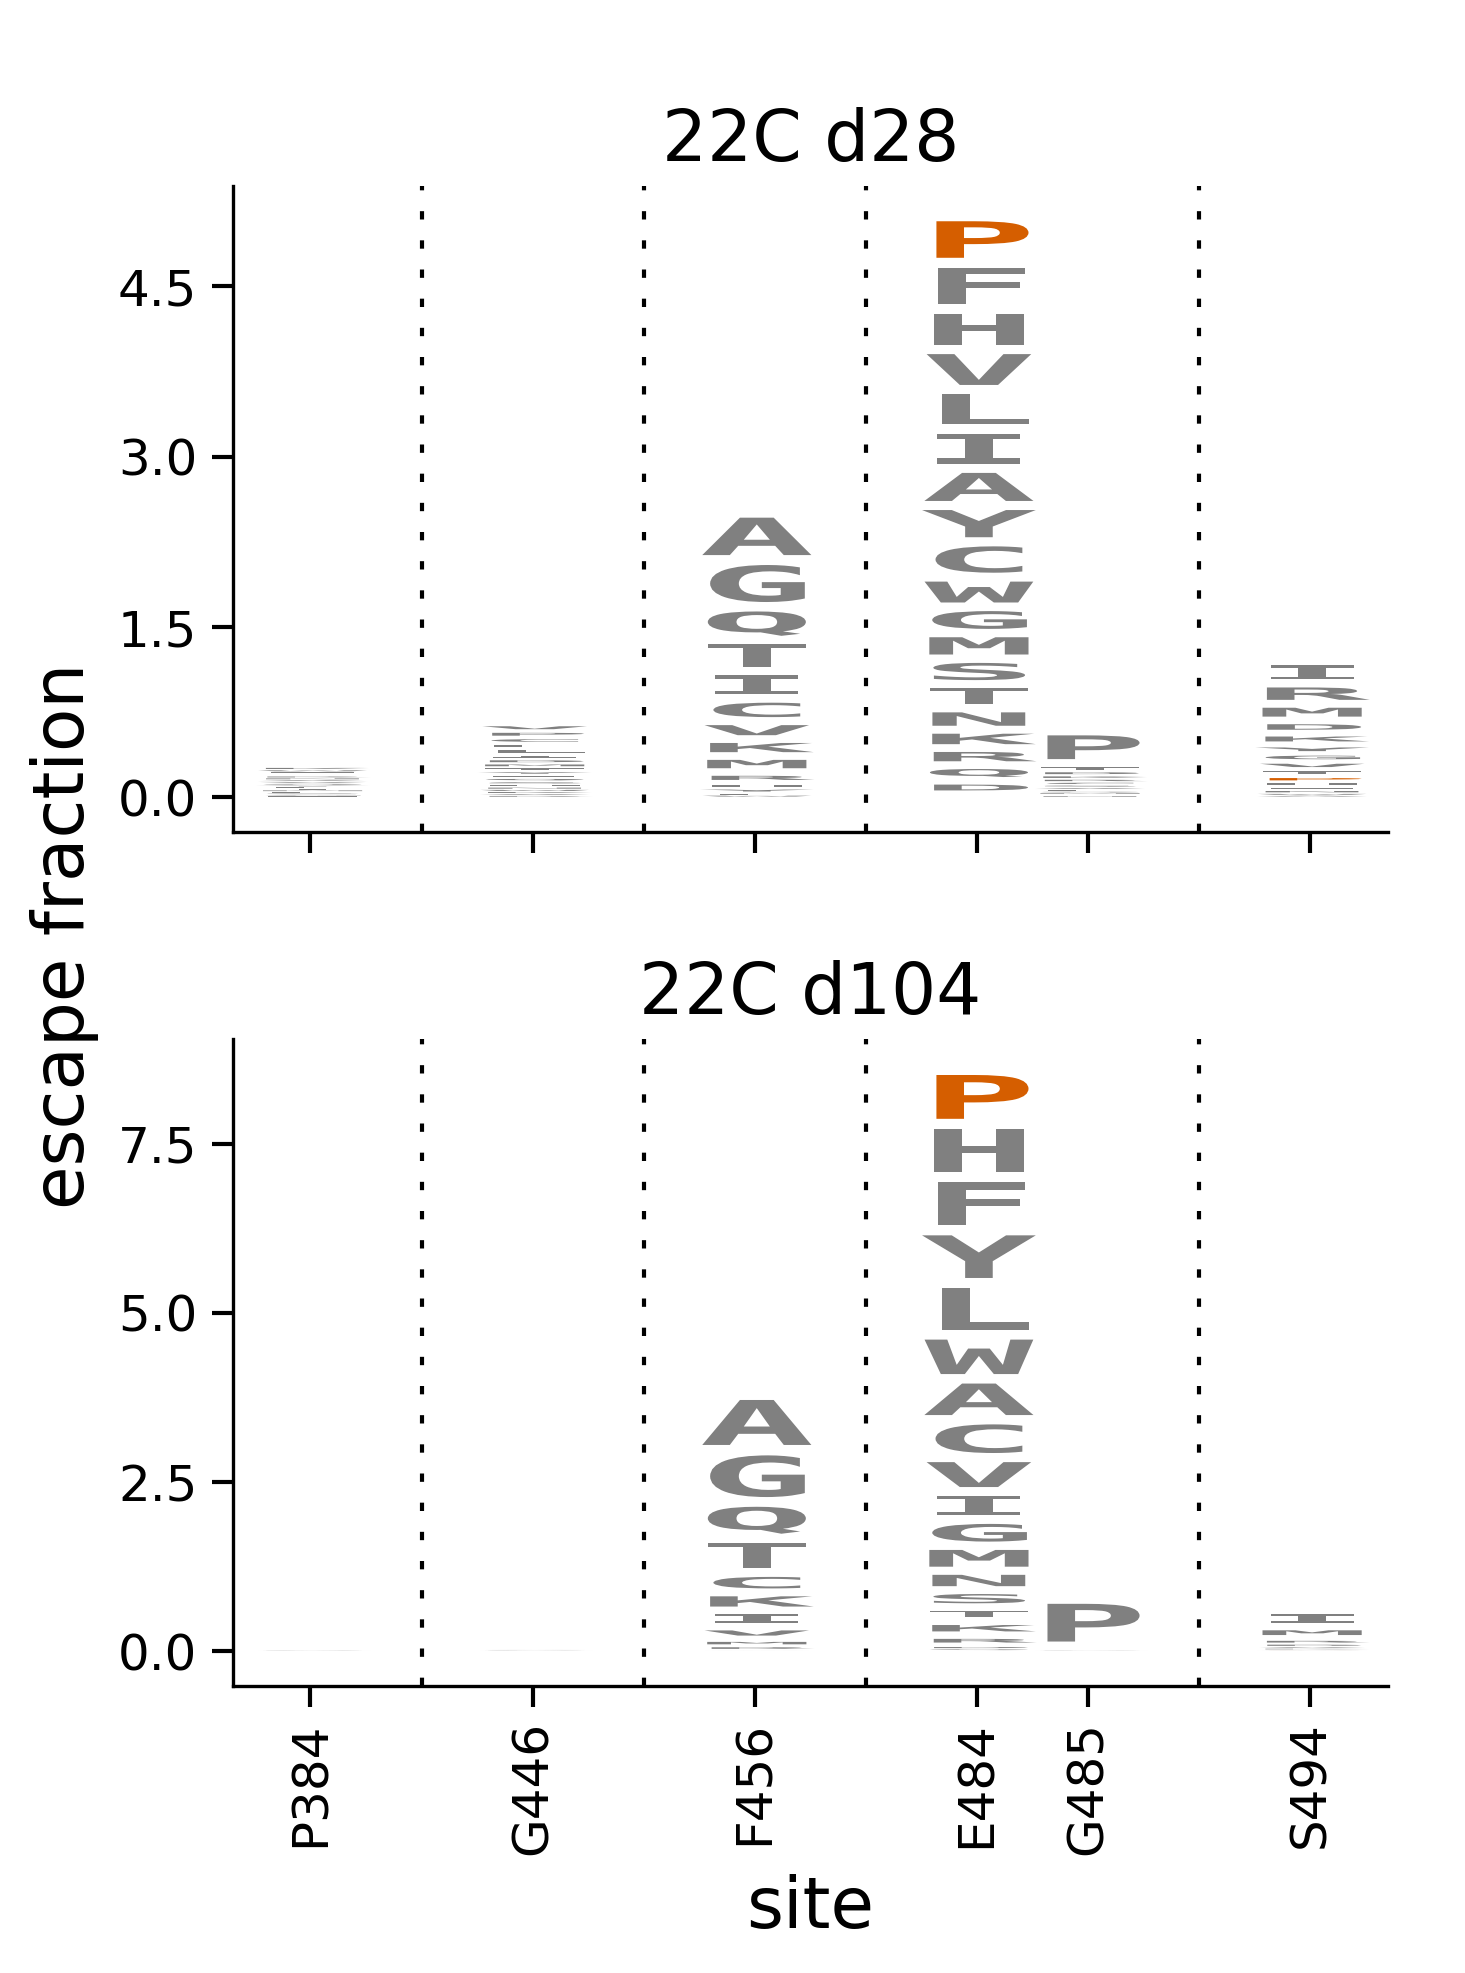 22C d28
4.5
3.0
1.5
0.0
P
F
H
V
L
I
A
Y
C
W
G
M
S
T
N
K
R
Q
D
A
G
Q
T
I
C
V
K
M
P
I
R
M
D
K
escape fraction
22C d104
7.5
5.0
2.5
0.0
P
H
F
Y
L
W
A
C
V
I
G
M
N
S
T
K
R
A
G
Q
T
C
K
I
V
M
P
I
M
P384
G446
F456
E484
G485
S494
site